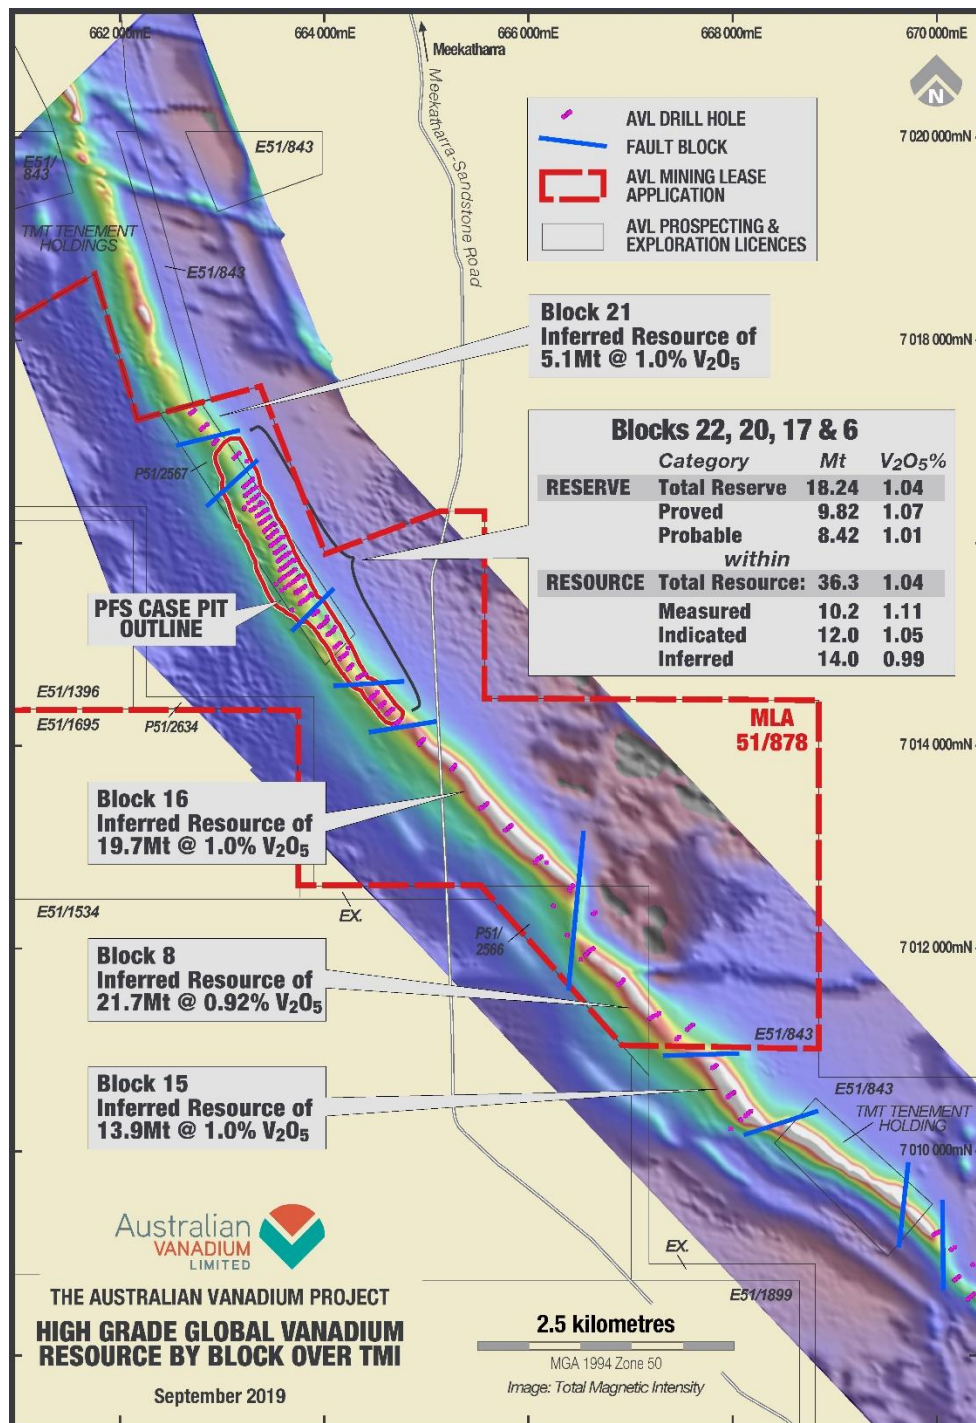 662 000mE
664 000mE
666 000mE
668 000mE
670 000mE
Meekatharra
Meekatharra-Sandstone Road
N
AVL DRILL HOLE
FAULT BLOCK
AVL MINING LEASE
APPLICATION
AVL PROSPECTING &
EXPLORATION LICENCES
7 020 000mN
E51/
843
E51/843
TMT TENEMENT
HOLDINGS
E51/843
Block 21
Inferred Resource of
5.1Mt @ 1.0% V₂O₅
7 018 000mN
Blocks 22, 20, 17 & 6
Category Mt V₂O₅%
RESERVE Total Reserve 18.24 1.04
Proved 9.82 1.07
Probable 8.42 1.01
within
RESOURCE Total Resource: 36.3 1.04
Measured 10.2 1.11
Indicated 12.0 1.05
Inferred 14.0 0.99
P51/2567
PFS CASE PIT
OUTLINE
E51/1396
E51/1695
P51/2634
MLA
51/878
7 014 000mN
Block 16
Inferred Resource of
19.7Mt @ 1.0% V₂O₅
E51/1534
EX.
P51/
2566
7 012 000mN
Block 8
Inferred Resource of
21.7Mt @ 0.92% V₂O₅
E51/843
Block 15
Inferred Resource of
13.9Mt @ 1.0% V₂O₅
E51/843
TMT TENEMENT
HOLDING
7 010 000mN
EX.
E51/1899
Australian
VANADIUM
LIMITED
THE AUSTRALIAN VANADIUM PROJECT
HIGH GRADE GLOBAL VANADIUM
RESOURCE BY BLOCK OVER TMI
September 2019
2.5 kilometres
MGA 1994 Zone 50
Image: Total Magnetic Intensity